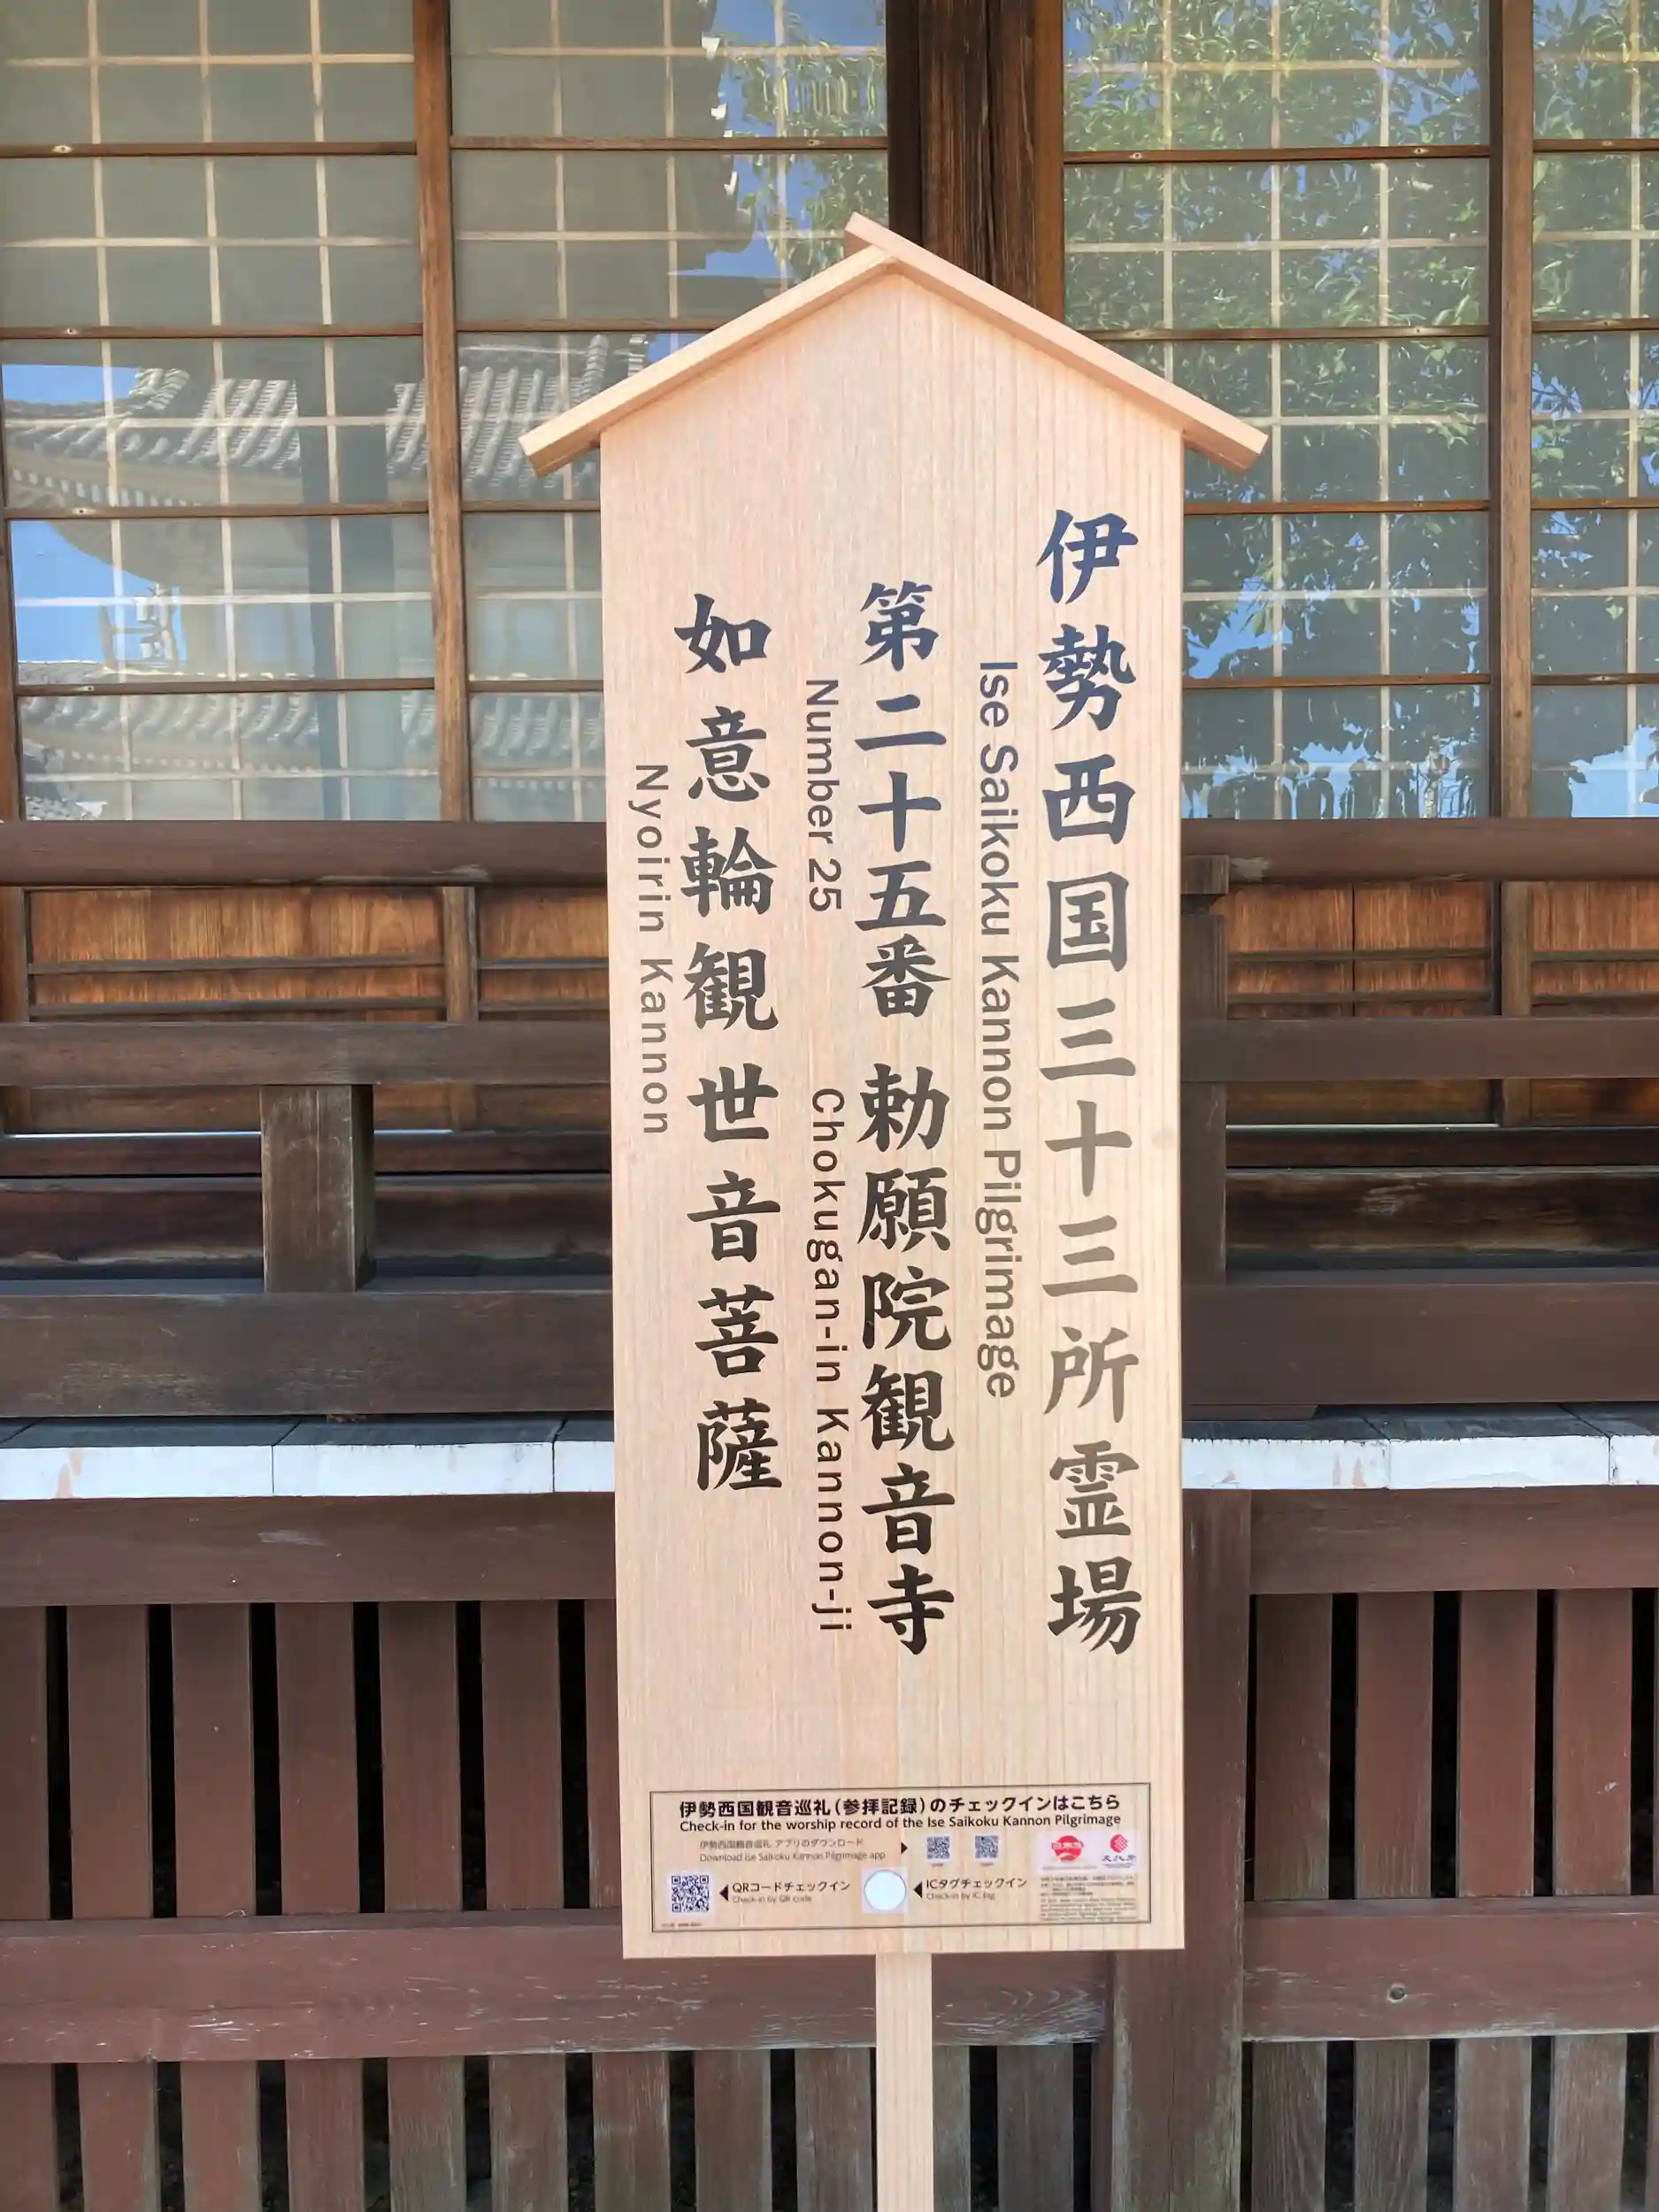 伊勢西国三十三所霊場
Ise Saikoku Kannon Pilgrimage
第二十五番 勅願院観音寺
Number 25 Chokugan-in Kannon-ji
如意輪観世音菩薩
Nyoirin Kannon
伊勢西国観音巡礼(参拝記録)のチェックインはこちら
Check-in for the worship record of the Ise Saikoku Kannon Pilgrimage
伊勢西国観音巡礼 アプリのダウンロード
Download Ise Saikoku Kannon Pilgrimage app
QRコードチェックイン
Check-in by QR code
ICタグチェックイン
Check-in by IC tag